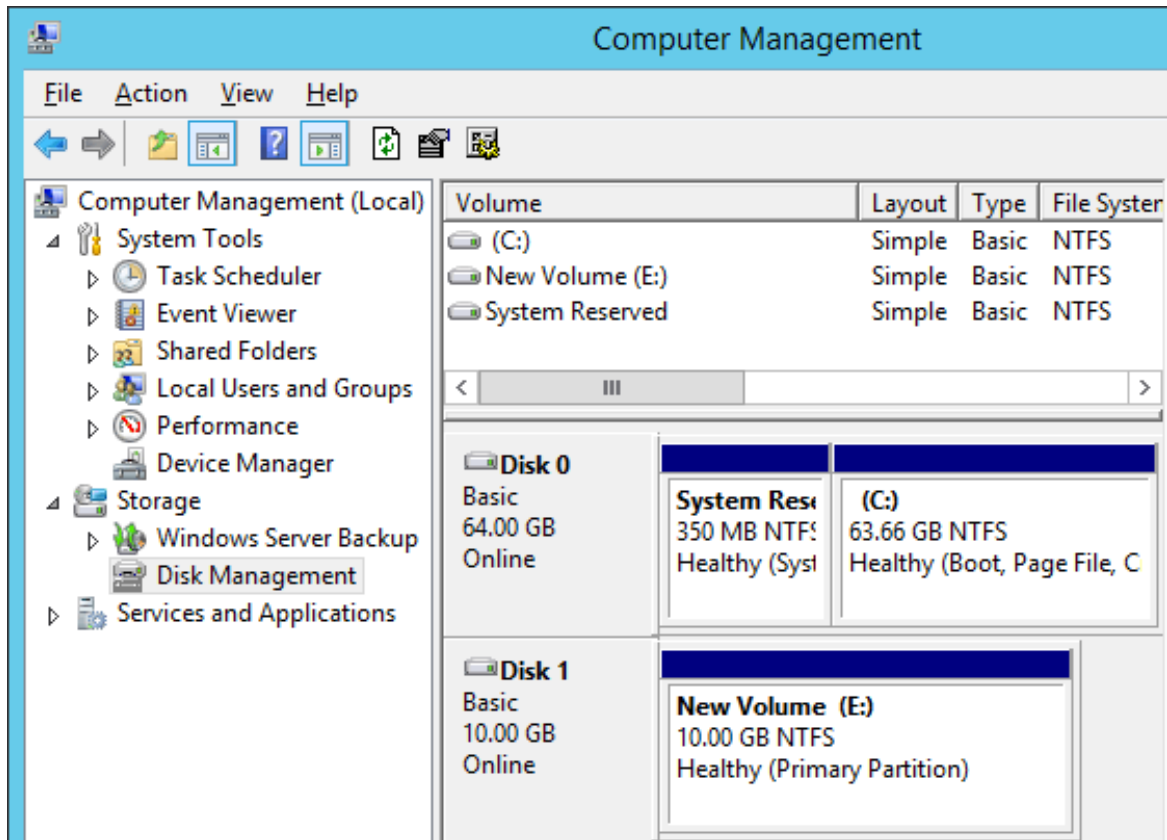 Computer Management
File Action View Help
Computer Management (Local)
System Tools
Task Scheduler
Event Viewer
Shared Folders
Local Users and Groups
Performance
Device Manager
Storage
Windows Server Backup
Disk Management
Services and Applications
Volume Layout Type File System
(C:) Simple Basic NTFS
New Volume (E:) Simple Basic NTFS
System Reserved Simple Basic NTFS
Disk 0
Basic
64.00 GB
Online
System Rese
350 MB NTFS
Healthy (Syst
(C:)
63.66 GB NTFS
Healthy (Boot, Page File, C
Disk 1
Basic
10.00 GB
Online
New Volume (E:)
10.00 GB NTFS
Healthy (Primary Partition)